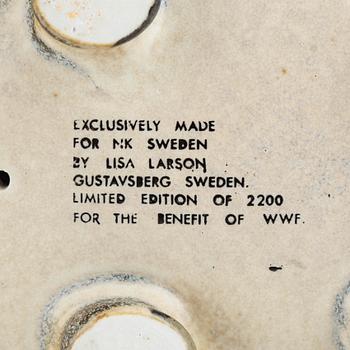 EXCLUSIVELY MADE
FOR NK SWEDEN
BY LISA LARSON
GUSTAVSBERG SWEDEN.
LIMITED EDITION OF 2200
FOR THE BENEFIT OF WWF.